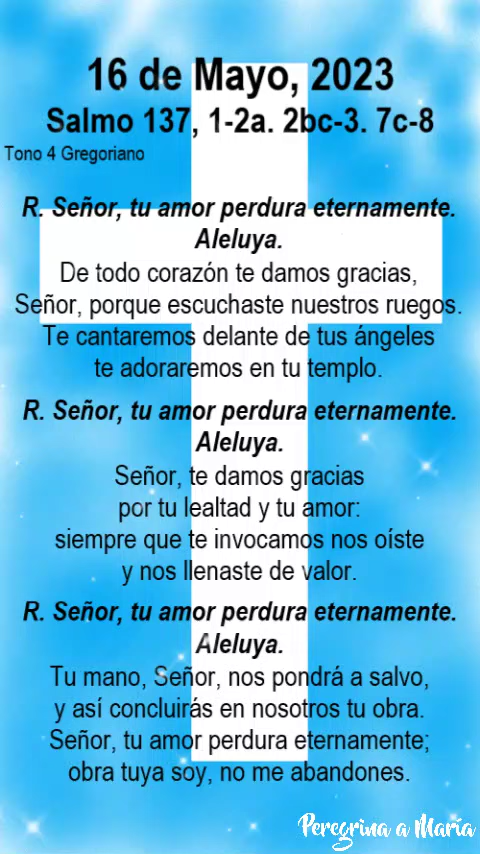 16 de Mayo, 2023
Salmo 137, 1-2a. 2bc-3. 7c-8
Tono 4 Gregoriano
R. Señor, tu amor perdura eternamente.
Aleluya.
De todo corazón te damos gracias,
Señor, porque escuchaste nuestros ruegos.
Te cantaremos delante de tus ángeles
te adoraremos en tu templo.
R. Señor, tu amor perdura eternamente.
Aleluya.
Señor, te damos gracias
por tu lealtad y tu amor:
siempre que te invocamos nos oíste
y nos llenaste de valor.
R. Señor, tu amor perdura eternamente.
Aleluya.
Tu mano, Señor, nos pondrá a salvo,
y así concluirás en nosotros tu obra.
Señor, tu amor perdura eternamente;
obra tuya soy, no me abandones.
Peregrina a María